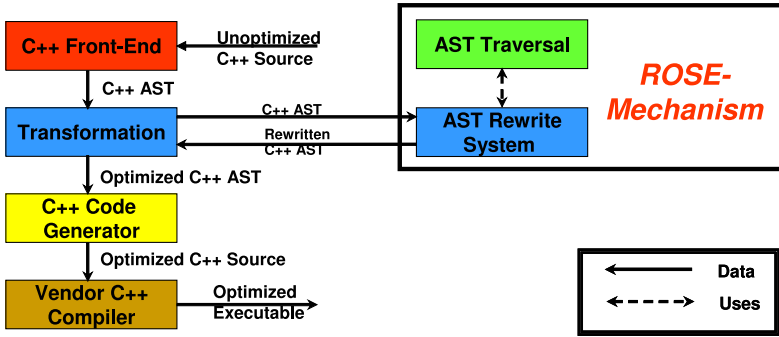 C++ Front-End
Unoptimized
C++ Source
AST Traversal
ROSE-
Mechanism
C++ AST
Transformation
C++ AST
Rewritten
C++ AST
AST Rewrite
System
Optimized C++ AST
C++ Code
Generator
Optimized C++ Source
Vendor C++
Compiler
Optimized
Executable
Data
Uses